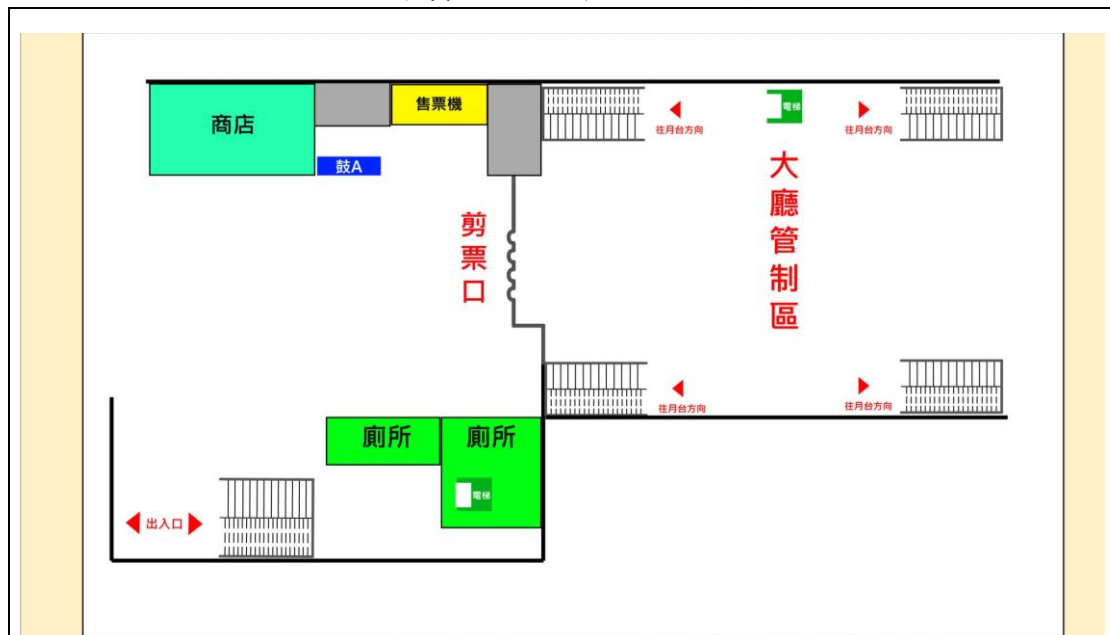 商店
售票機
鼓A
電梯
往月台方向
往月台方向
剪票口
大廳管制區
往月台方向
往月台方向
廁所
廁所
電梯
出入口